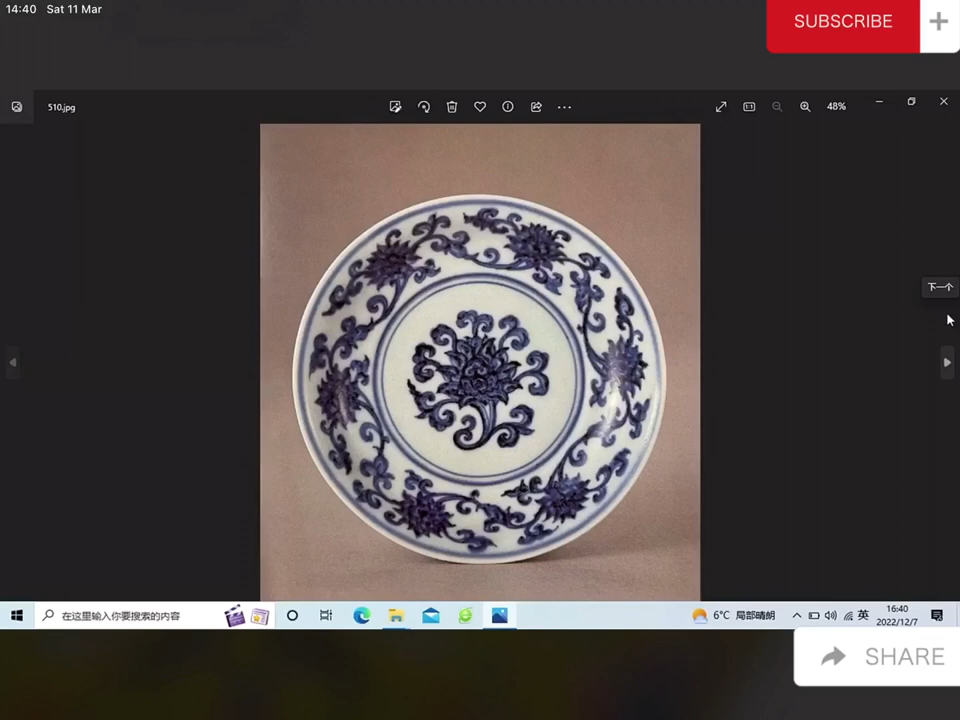 14:40 Sat 11 Mar
SUBSCRIBE
510.jpg
48%
下一个
在这里输入你要搜索的内容
6°C 局部晴朗
英
16:40
2022/12/7
SHARE